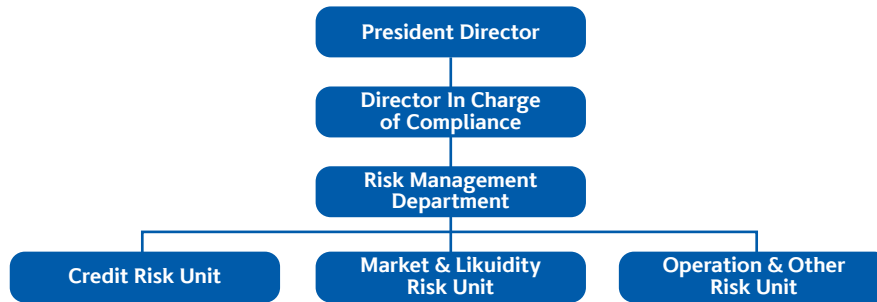 President Director
Director In Charge
of Compliance
Risk Management
Department
Credit Risk Unit
Market & Likuidity
Risk Unit
Operation & Other
Risk Unit